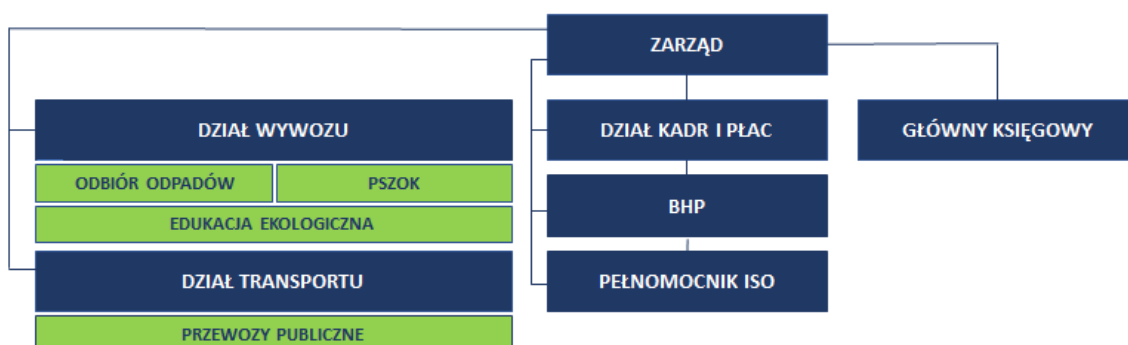 ZARZĄD
DZIAŁ WYWOZU
DZIAŁ KADR I PŁAC
GŁÓWNY KSIĘGOWY
ODBIÓR ODPADÓW
PSZOK
BHP
EDUKACJA EKOLOGICZNA
DZIAŁ TRANSPORTU
PEŁNOMOCNIK ISO
PRZEWOZY PUBLICZNE